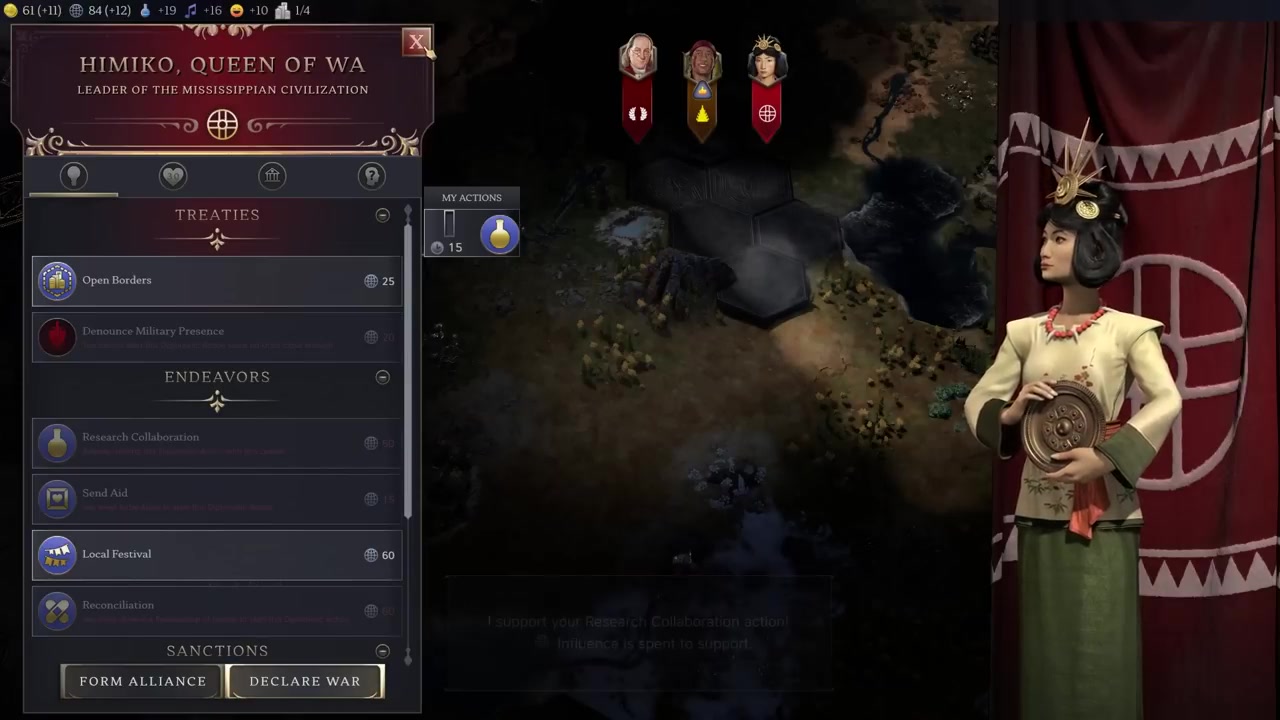 61 (+11) 84 (+12) +19 +16 +10 1/4
HIMIKO, QUEEN OF WA
LEADER OF THE MISSISSIPPIAN CIVILIZATION
X
TREATIES
Open Borders 25
Denounce Military Presence 20
ENDEAVORS
Research Collaboration
Send Aid
Local Festival 60
Reconciliation
SANCTIONS
FORM ALLIANCE
DECLARE WAR
MY ACTIONS
15
I support your Research Collaboration action!
Influence is spent to support.